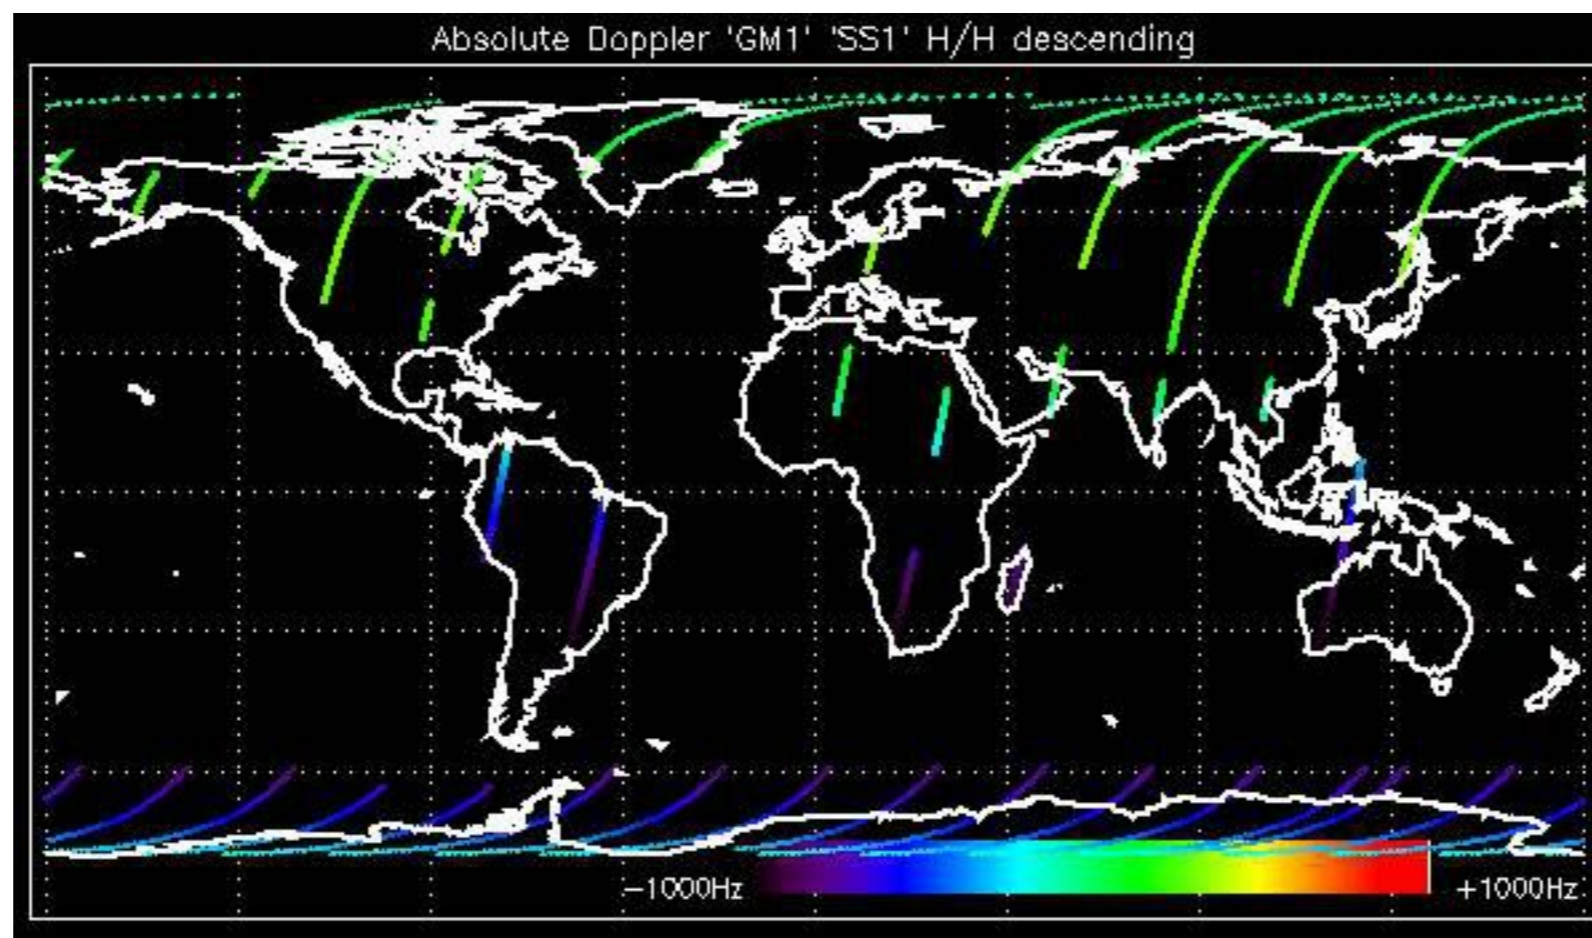 Absolute Doppler 'GM1' 'SS1' H/H descending
−1000Hz
+1000Hz